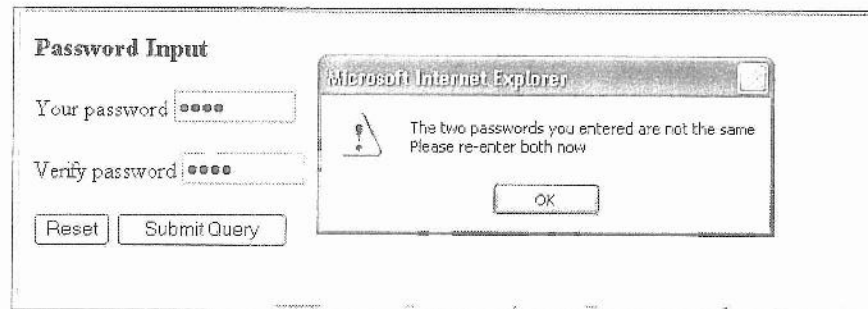 Password Input
Your password
Verify password
Reset
Submit Query
Microsoft Internet Explorer
The two passwords you entered are not the same
Please re-enter both now
OK